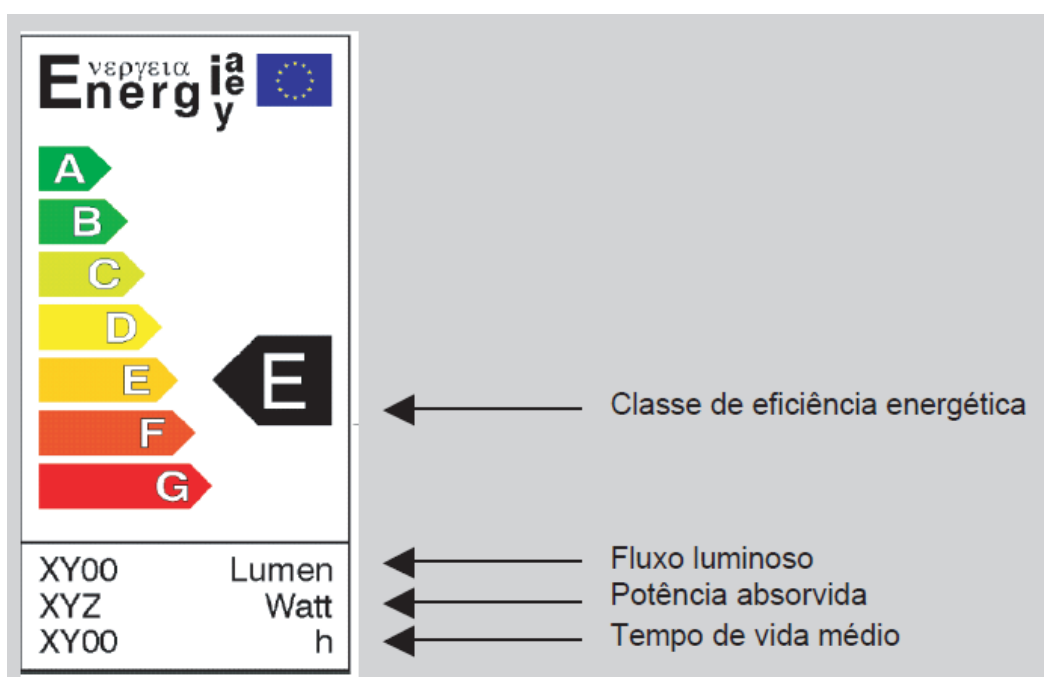 Energ ενεργεια ia e y
A
B
C
D
E
E
F
G
Classe de eficiência energética
XY00 Lumen
Fluxo luminoso
XYZ Watt
Potência absorvida
XY00 h
Tempo de vida médio